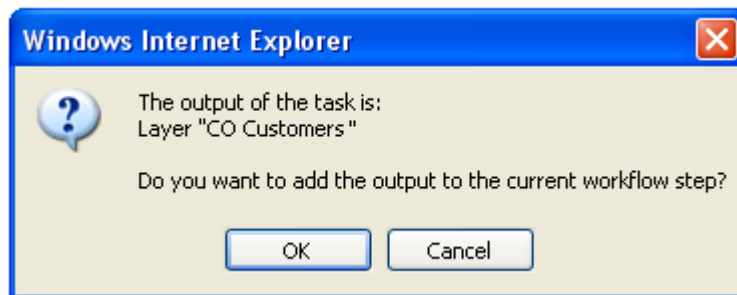 Windows Internet Explorer
The output of the task is:
Layer "CO Customers "
Do you want to add the output to the current workflow step?
OK
Cancel